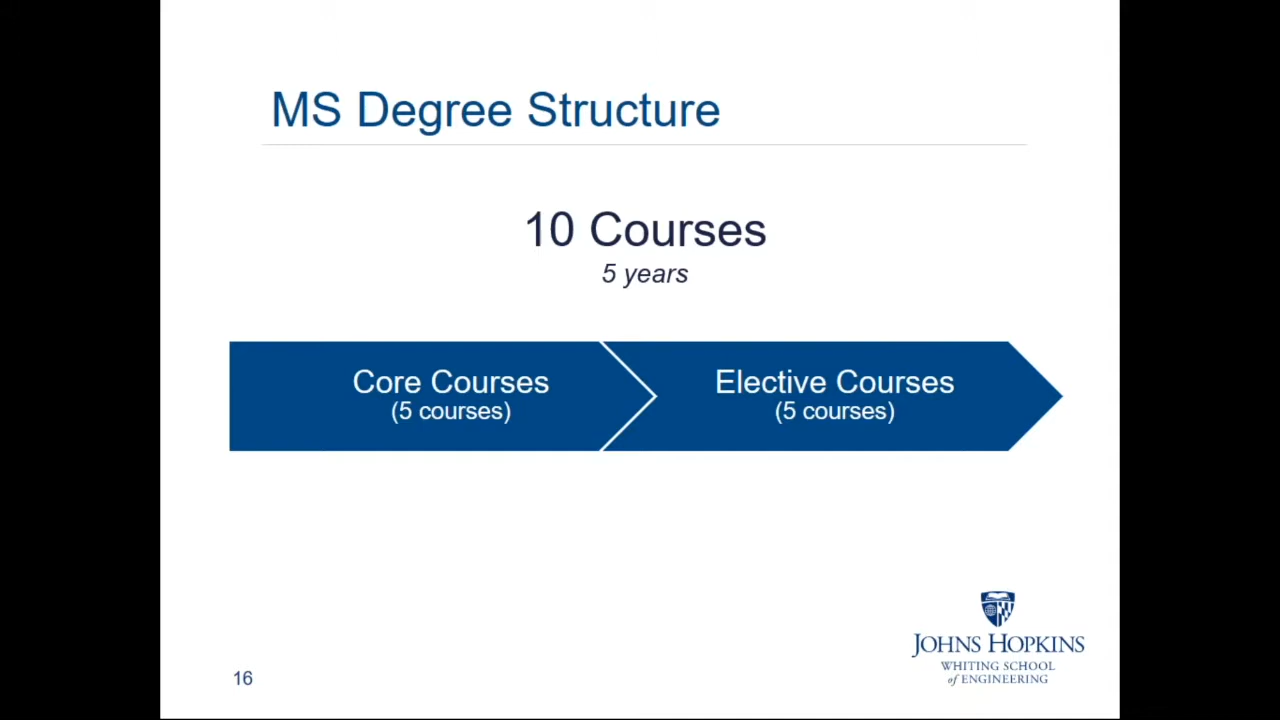 MS Degree Structure
10 Courses
5 years
Core Courses
(5 courses)
Elective Courses
(5 courses)
JOHNS HOPKINS
WHITING SCHOOL
of ENGINEERING
16